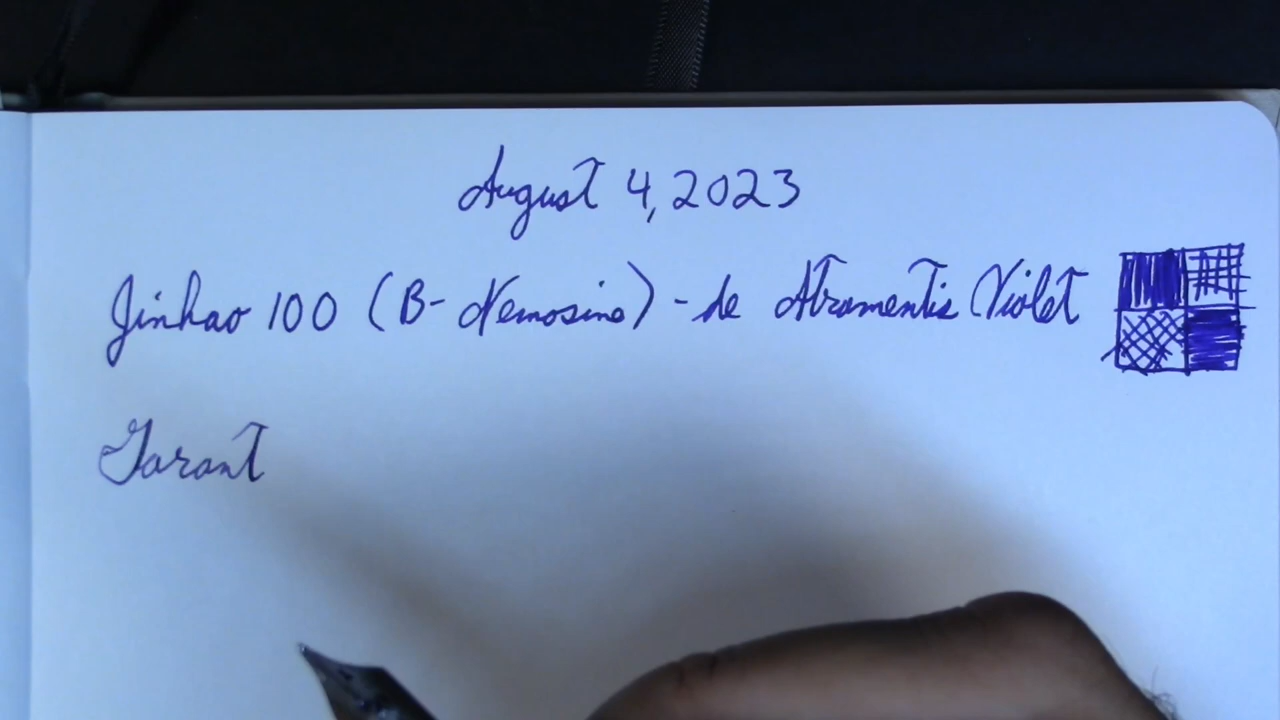 August 4, 2023
Jinhao 100 (B- Nemosine) - de Atramentis Violet
Garant